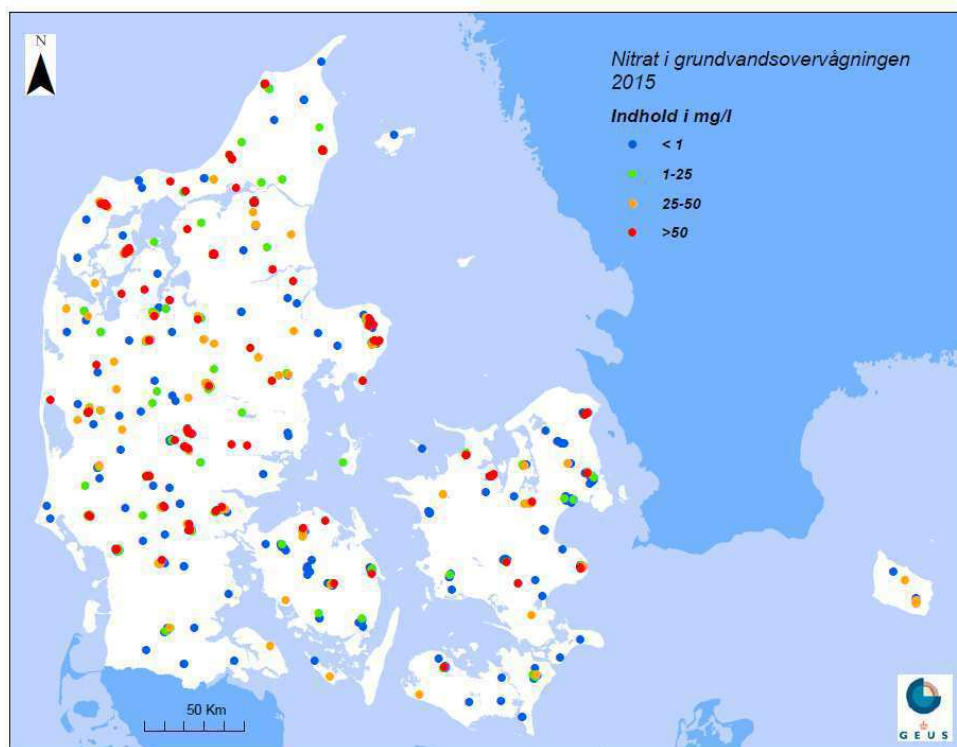 N
Nitrat i grundvandsovervågningen
2015
Indhold i mg/l
< 1
1-25
25-50
>50
50 Km
GEUS